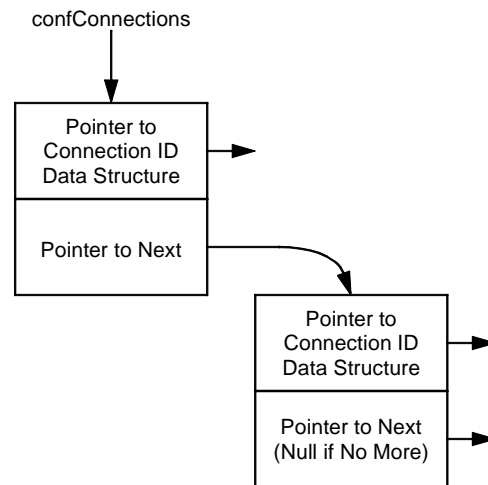 confConnections
Pointer to
Connection ID
Data Structure
Pointer to Next
Pointer to
Connection ID
Data Structure
Pointer to Next
(Null if No More)